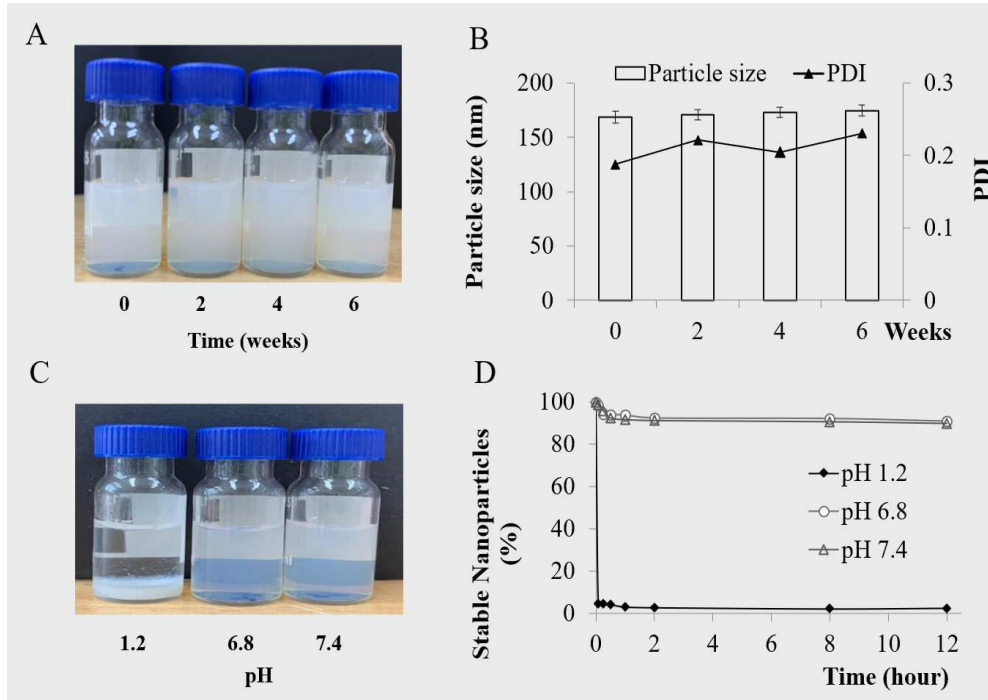 A
0 2 4 6
Time (weeks)
B
Particle size PDI
Particle size (nm)
200
150
100
50
0
0 2 4 6 Weeks
0.3
0.2
0.1
0
PDI
C
1.2 6.8 7.4
pH
D
Stable Nanoparticles
(%)
100
80
60
40
20
0
pH 1.2
pH 6.8
pH 7.4
0 2 4 6 8 10 12
Time (hour)